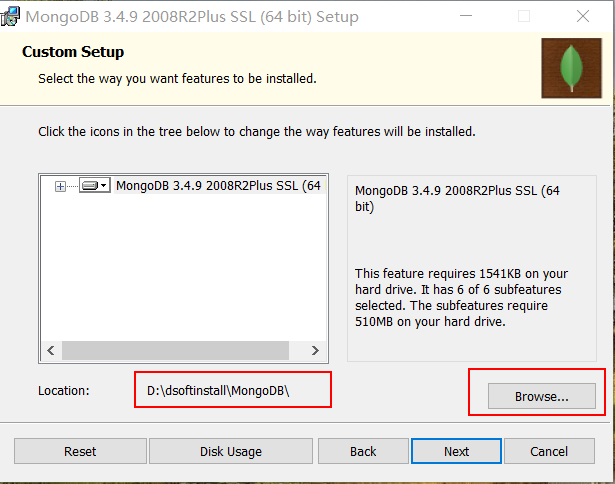 MongoDB 3.4.9 2008R2Plus SSL (64 bit) Setup
Custom Setup
Select the way you want features to be installed.
Click the icons in the tree below to change the way features will be installed.
MongoDB 3.4.9 2008R2Plus SSL (64
MongoDB 3.4.9 2008R2Plus SSL (64
bit)
This feature requires 1541KB on your
hard drive. It has 6 of 6 subfeatures
selected. The subfeatures require
510MB on your hard drive.
Location:
D:\dsoftinstall\MongoDB\
Browse...
Reset
Disk Usage
Back
Next
Cancel